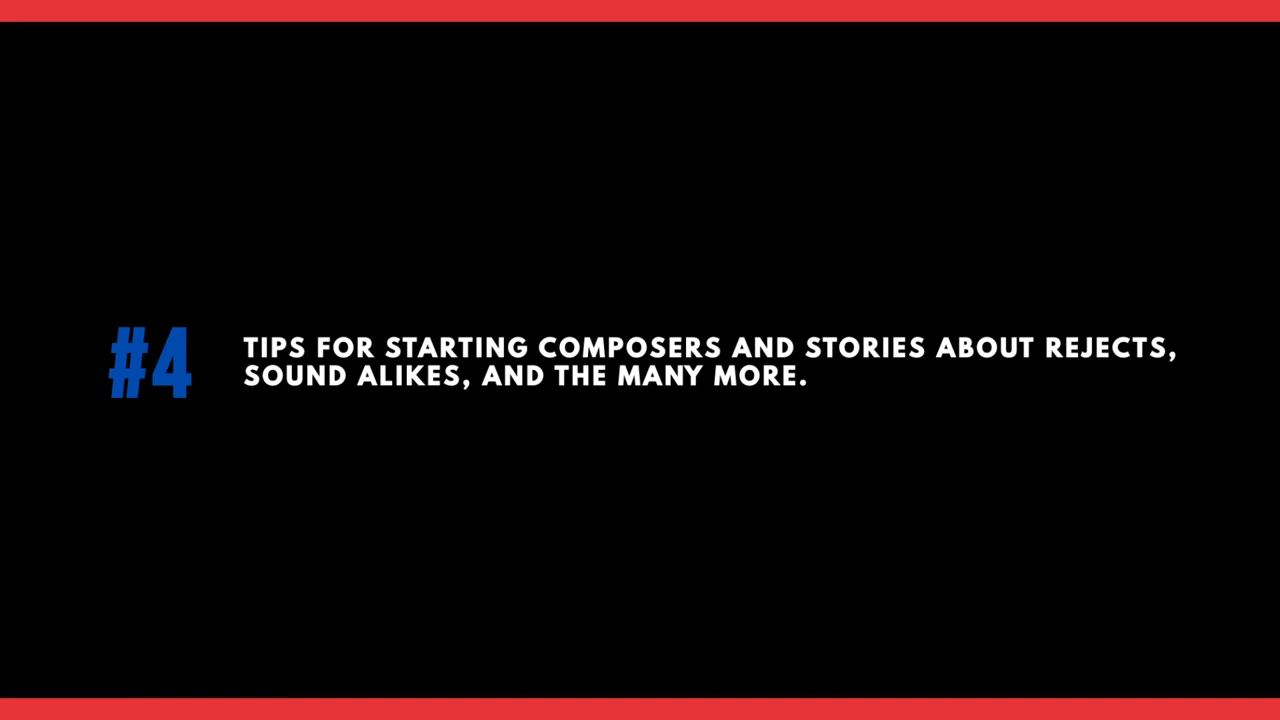 #4
TIPS FOR STARTING COMPOSERS AND STORIES ABOUT REJECTS,
SOUND ALIKES, AND THE MANY MORE.